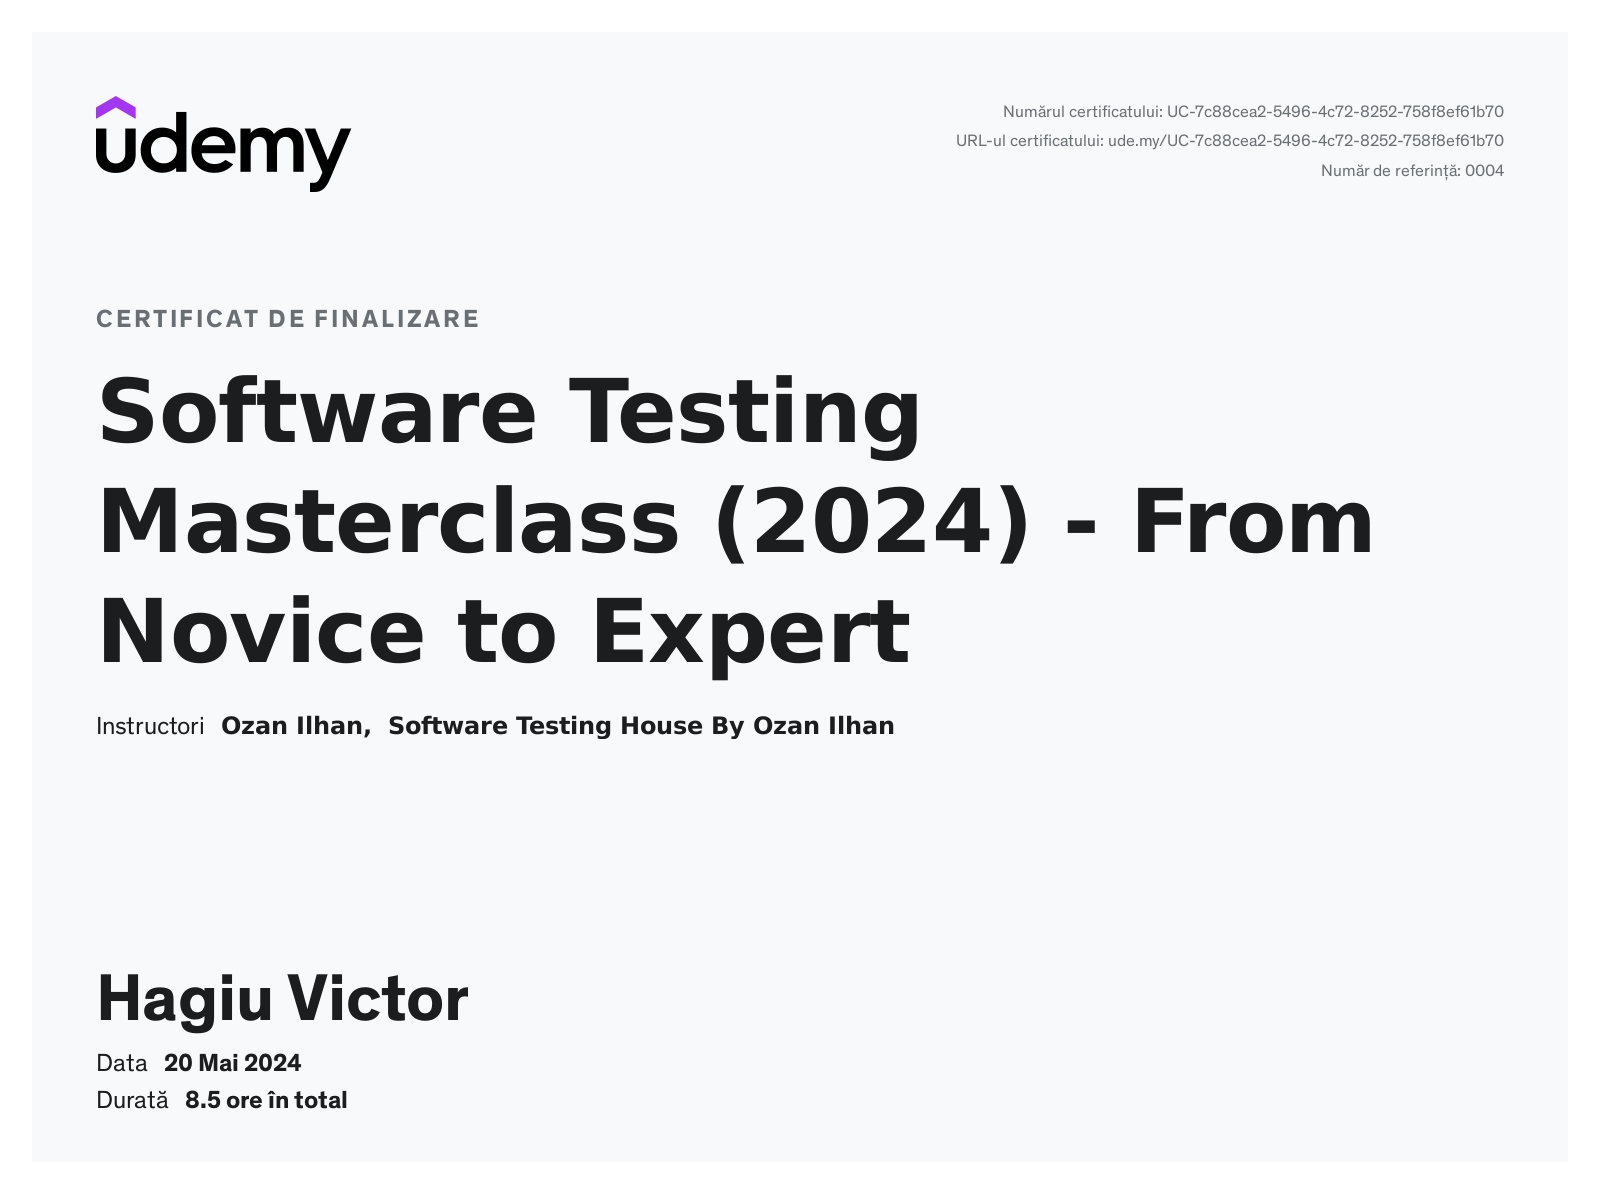 udemy
Numărul certificatului: UC-7c88cea2-5496-4c72-8252-758f8ef61b70
URL-ul certificatului: ude.my/UC-7c88cea2-5496-4c72-8252-758f8ef61b70
Număr de referință: 0004
CERTIFICAT DE FINALIZARE
Software Testing
Masterclass (2024) - From
Novice to Expert
Instructori Ozan Ilhan, Software Testing House By Ozan Ilhan
Hagiu Victor
Data 20 Mai 2024
Durată 8.5 ore în total